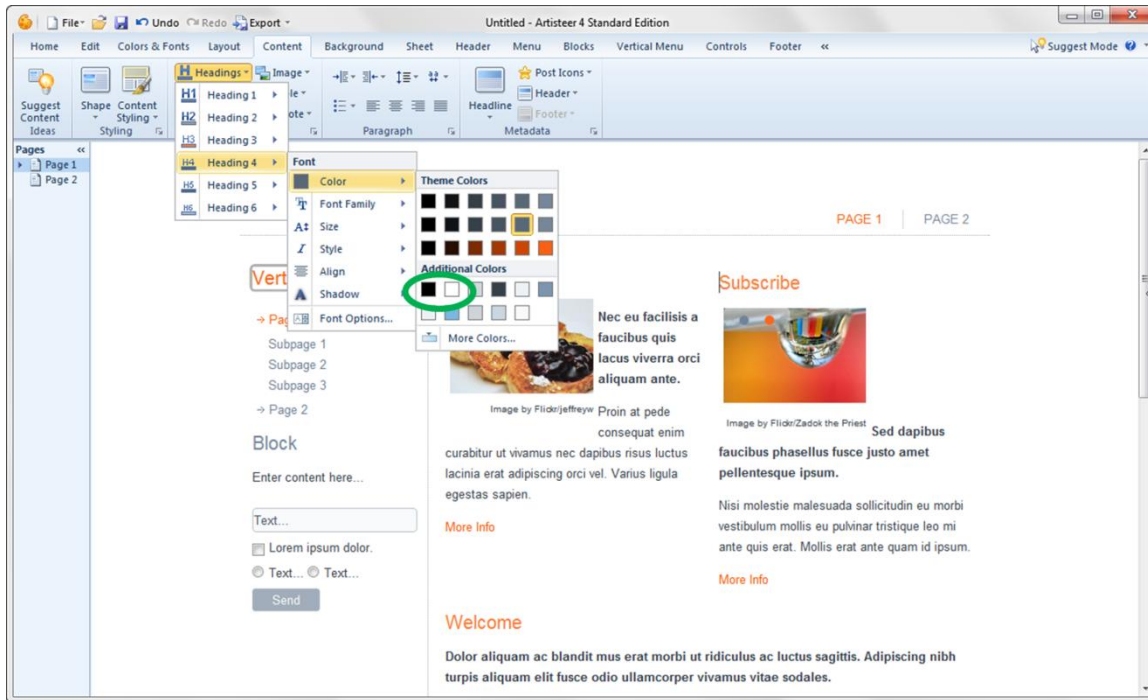 File Undo Redo Export Untitled - Artisteer 4 Standard Edition
Home Edit Colors & Fonts Layout Content Background Sheet Header Menu Blocks Vertical Menu Controls Footer « Suggest Mode
Suggest Content
Ideas
Shape Content Styling
Styling
Headings Image
Paragraph
Headline
Post Icons
Header
Footer
Metadata
Pages «
Page 1
Page 2
H1 Heading 1
H2 Heading 2
H3 Heading 3
H4 Heading 4
H5 Heading 5
H6 Heading 6
Font
Color
Font Family
Size
Style
Align
Shadow
Font Options...
Theme Colors
Additional Colors
More Colors...
PAGE 1 PAGE 2
Vert
→ Pag
Subpage 1
Subpage 2
Subpage 3
→ Page 2
Block
Enter content here...
Text...
Lorem ipsum dolor.
Text... Text...
Send
Nec eu facilisis a
faucibus quis
lacus viverra orci
aliquam ante.
Image by Flickr/jeffreyw
Proin at pede
consequat enim
curabitur ut vivamus nec dapibus risus luctus
lacinia erat adipiscing orci vel. Varius ligula
egestas sapien.
More Info
Subscribe
Image by Flickr/Zadok the Priest
Sed dapibus
faucibus phasellus fusce justo amet
pellentesque ipsum.
Nisi molestie malesuada sollicitudin eu morbi
vestibulum mollis eu pulvinar tristique leo mi
ante quis erat. Mollis erat ante quam id ipsum.
More Info
Welcome
Dolor aliquam ac blandit mus erat morbi ut ridiculus ac luctus sagittis. Adipiscing nibh
turpis aliquam elit fusce odio ullamcorper vivamus vitae sodales.